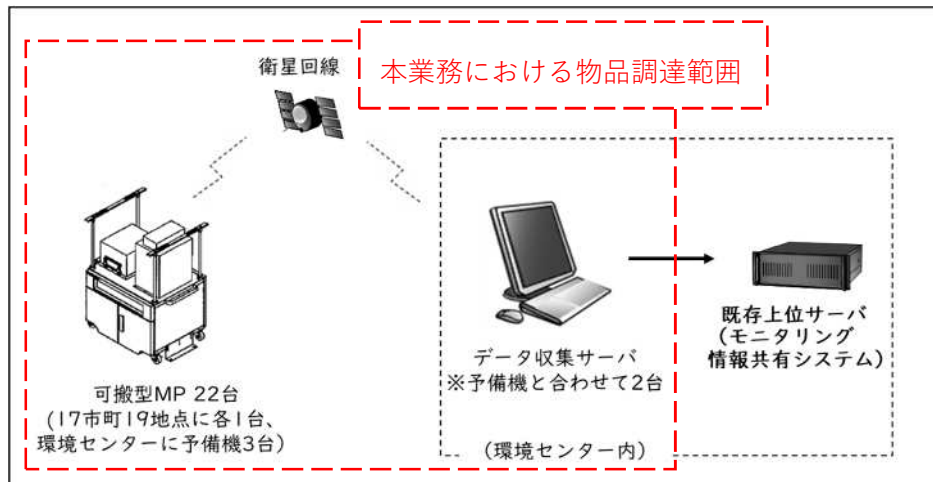 衛星回線
本業務における物品調達範囲
可搬型MP 22台
(17市町19地点に各1台、
環境センターに予備機3台)
データ収集サーバ
※予備機と合わせて2台
(環境センター内)
既存上位サーバ
(モニタリング
情報共有システム)